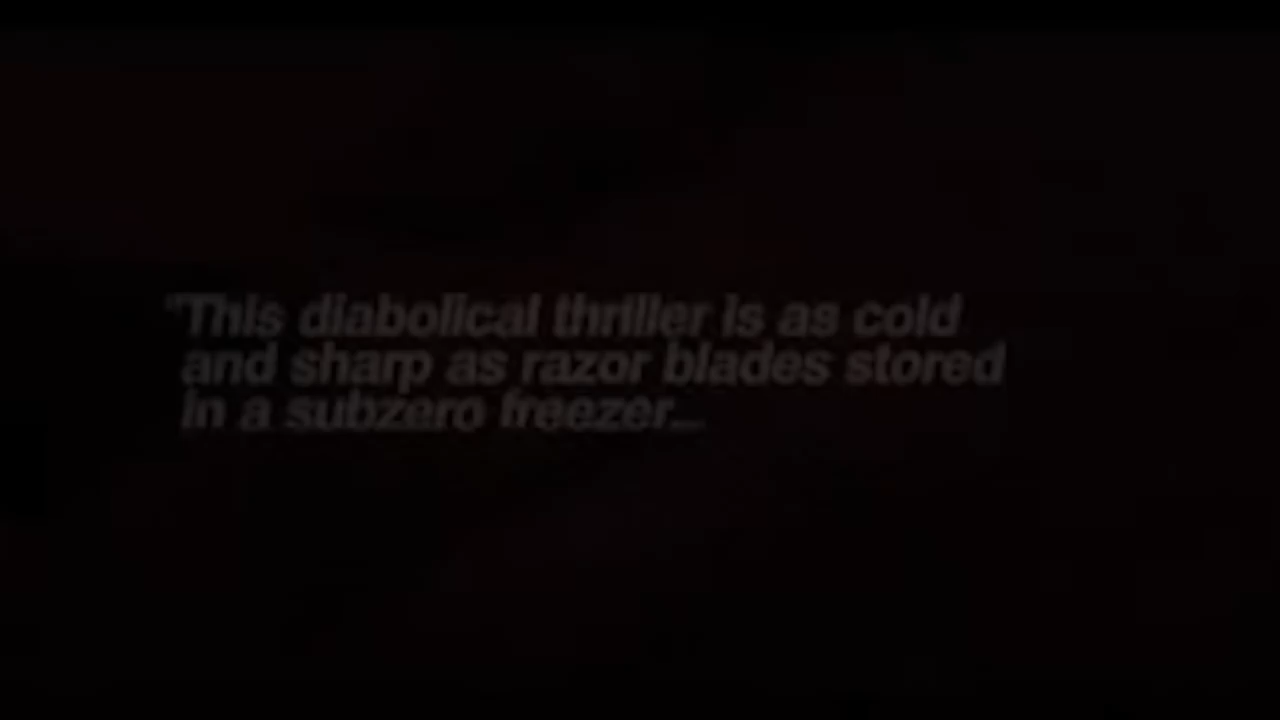 "This diabolical thriller is as cold
and sharp as razor blades stored
in a subzero freezer...